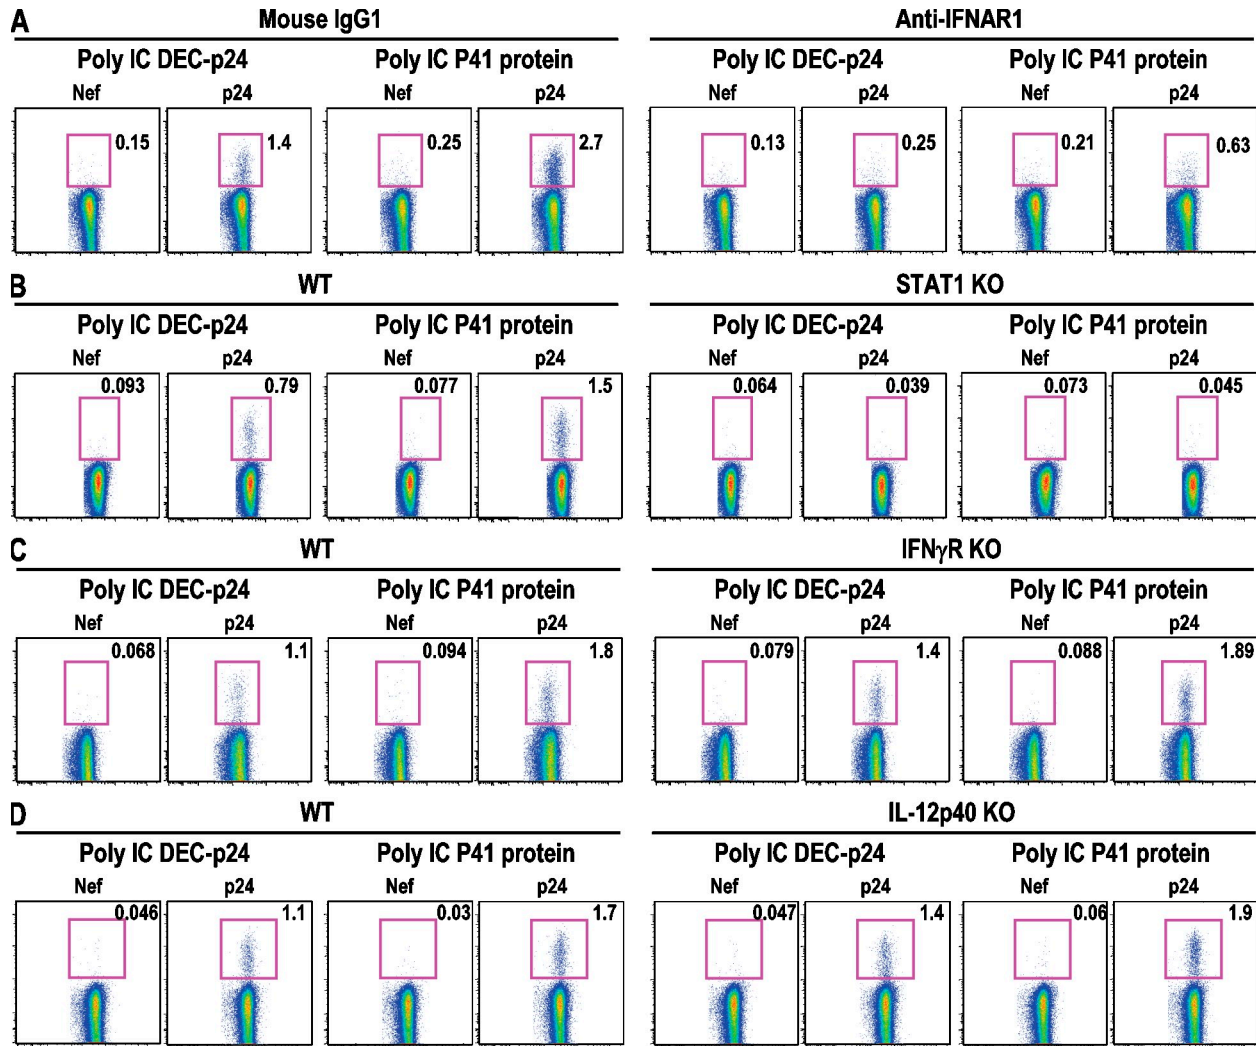 A Mouse IgG1 Anti-IFNAR1
Poly IC DEC-p24 Poly IC P41 protein Poly IC DEC-p24 Poly IC P41 protein
Nef p24 Nef p24 Nef p24 Nef p24
0.15 1.4 0.25 2.7 0.13 0.25 0.21 0.63
B WT STAT1 KO
Poly IC DEC-p24 Poly IC P41 protein Poly IC DEC-p24 Poly IC P41 protein
Nef p24 Nef p24 Nef p24 Nef p24
0.093 0.79 0.077 1.5 0.064 0.039 0.073 0.045
C WT IFNγR KO
Poly IC DEC-p24 Poly IC P41 protein Poly IC DEC-p24 Poly IC P41 protein
Nef p24 Nef p24 Nef p24 Nef p24
0.068 1.1 0.094 1.8 0.079 1.4 0.088 1.89
D WT IL-12p40 KO
Poly IC DEC-p24 Poly IC P41 protein Poly IC DEC-p24 Poly IC P41 protein
Nef p24 Nef p24 Nef p24 Nef p24
0.046 1.1 0.03 1.7 0.047 1.4 0.06 1.9